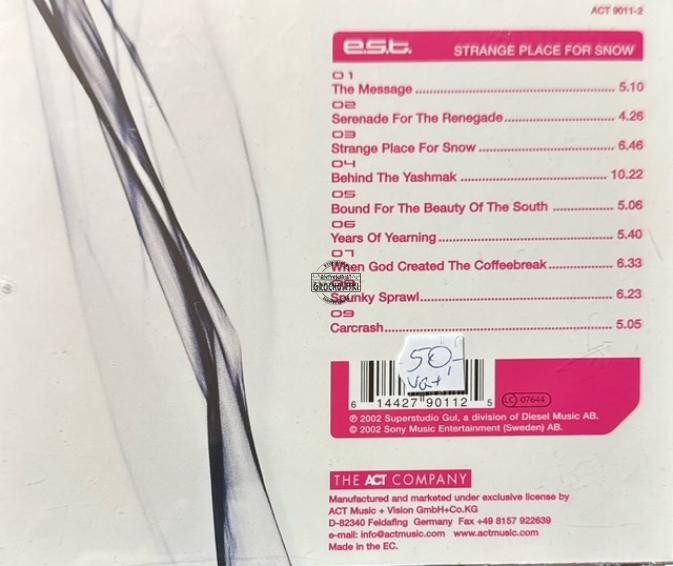 ACT 9011-2
e.s.t. STRANGE PLACE FOR SNOW
01
The Message ........ 5.10
02
Serenade For The Renegade ........ 4.26
03
Strange Place For Snow ........ 6.46
04
Behind The Yashmak ........ 10.22
05
Bound For The Beauty Of The South ........ 5.06
06
Years Of Yearning ........ 5.40
07
When God Created The Coffeebreak ........ 6.33
GROCHOWSKI
Spunky Sprawl ........ 6.23
09
Carcrash ........ 5.05
50,-
VG+
6 14427 90112 5
LC 07644
℗ 2002 Superstudio Gul, a division of Diesel Music AB.
© 2002 Sony Music Entertainment (Sweden) AB.
THE ACT COMPANY
Manufactured and marketed under exclusive license by
ACT Music + Vision GmbH+Co.KG
D-82340 Feldafing Germany Fax +49 8157 922639
e-mail: info@actmusic.com www.actmusic.com
Made in the EC.